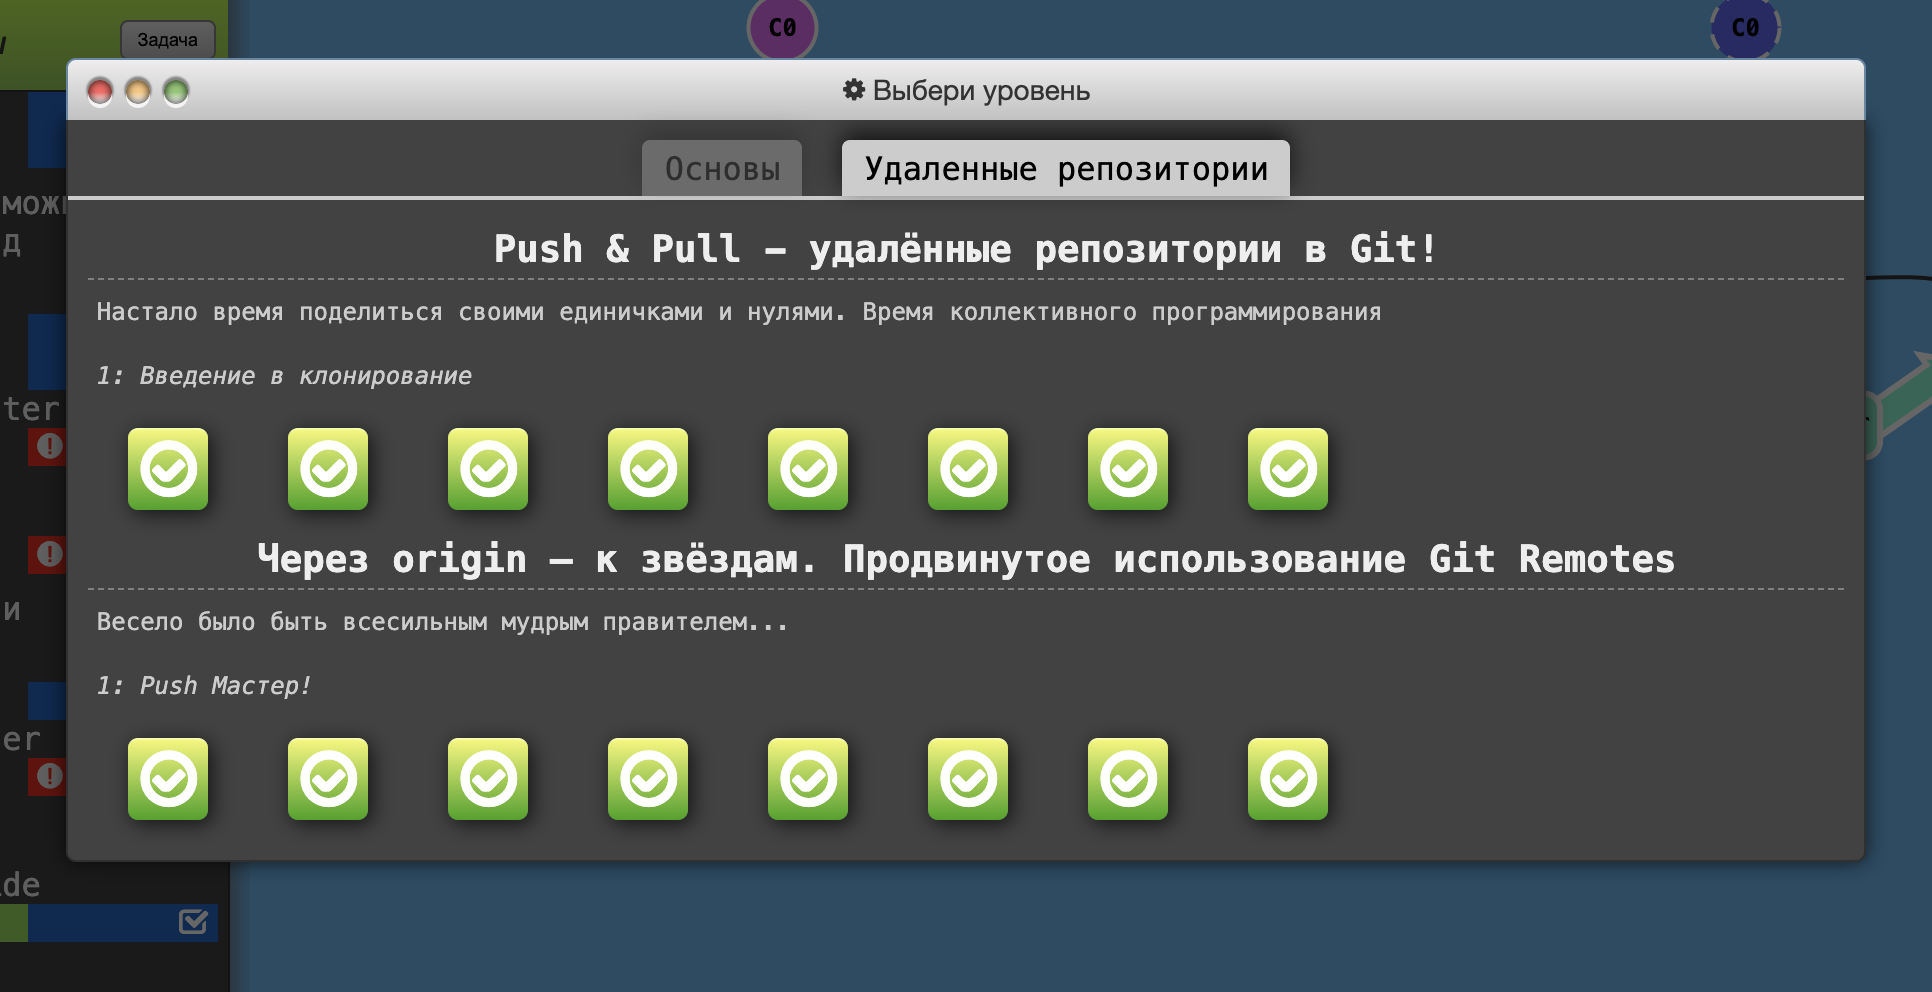 Задача
C0
C0
Выбери уровень
Основы
Удаленные репозитории
Push & Pull – удалённые репозитории в Git!
Настало время поделиться своими единичками и нулями. Время коллективного программирования
1: Введение в клонирование
Через origin – к звёздам. Продвинутое использование Git Remotes
Весело было быть всесильным мудрым правителем...
1: Push Мастер!
д
ter
и
er
de